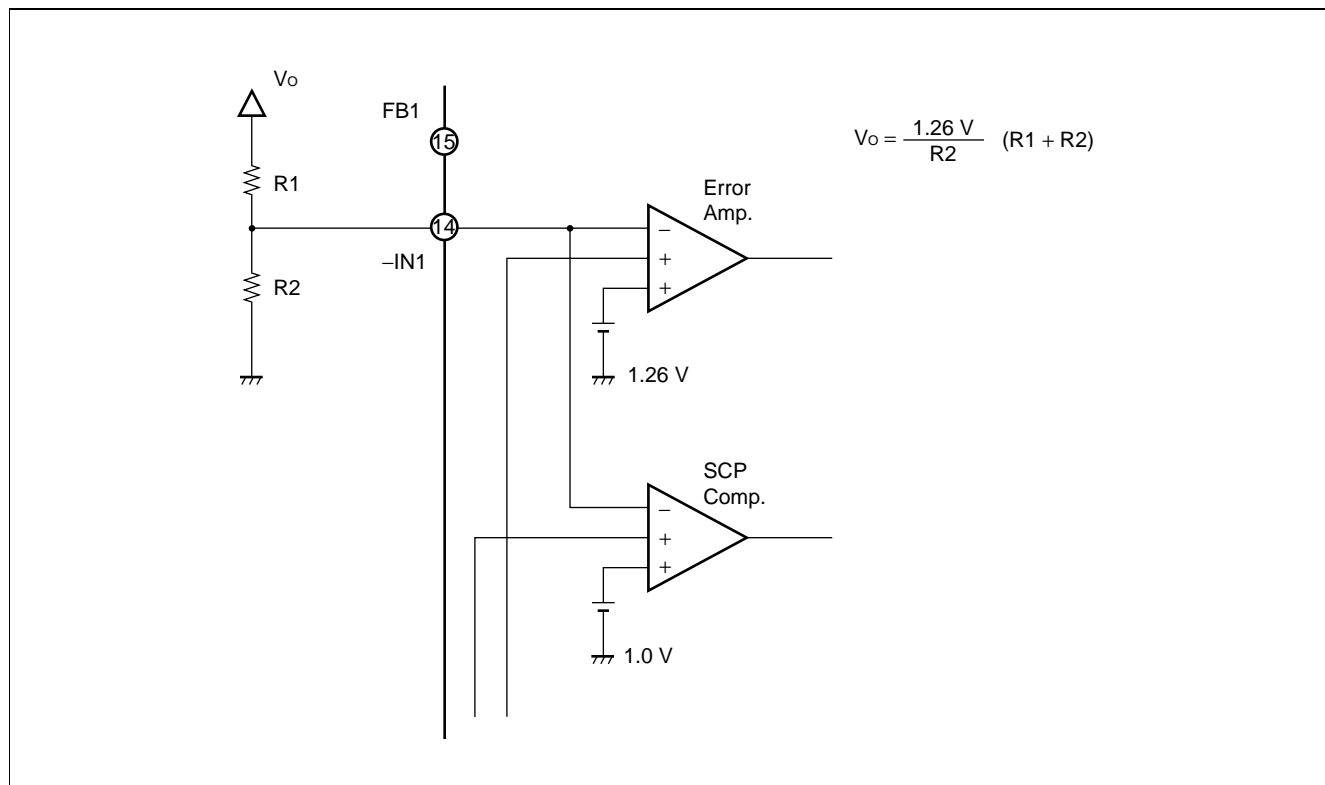 Vo
FB1
15
R1
14
−IN1
R2
Error
Amp.
−
+
+
1.26 V
Vo = 1.26 V / R2 (R1 + R2)
SCP
Comp.
−
+
+
1.0 V